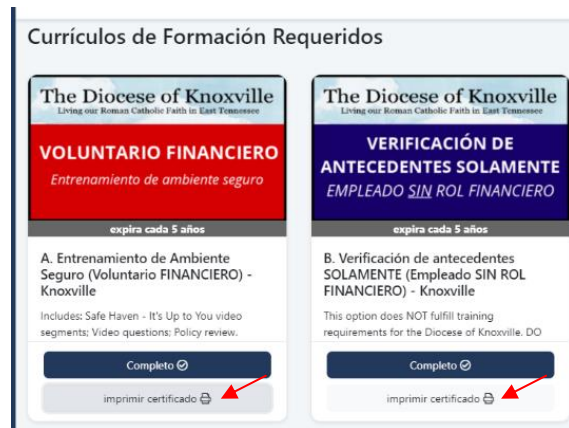 Currículos de Formación Requeridos
The Diocese of Knoxville
Living our Roman Catholic Faith in East Tennessee
VOLUNTARIO FINANCIERO
Entrenamiento de ambiente seguro
expira cada 5 años
A. Entrenamiento de Ambiente
Seguro (Voluntario FINANCIERO) -
Knoxville
Includes: Safe Haven - It's Up to You video
segments; Video questions; Policy review.
Completo
imprimir certificado
The Diocese of Knoxville
Living our Roman Catholic Faith in East Tennessee
VERIFICACIÓN DE
ANTECEDENTES SOLAMENTE
EMPLEADO SIN ROL FINANCIERO
expira cada 5 años
B. Verificación de antecedentes
SOLAMENTE (Empleado SIN ROL
FINANCIERO) - Knoxville
This option does NOT fulfill training
requirements for the Diocese of Knoxville. DO
Completo
imprimir certificado